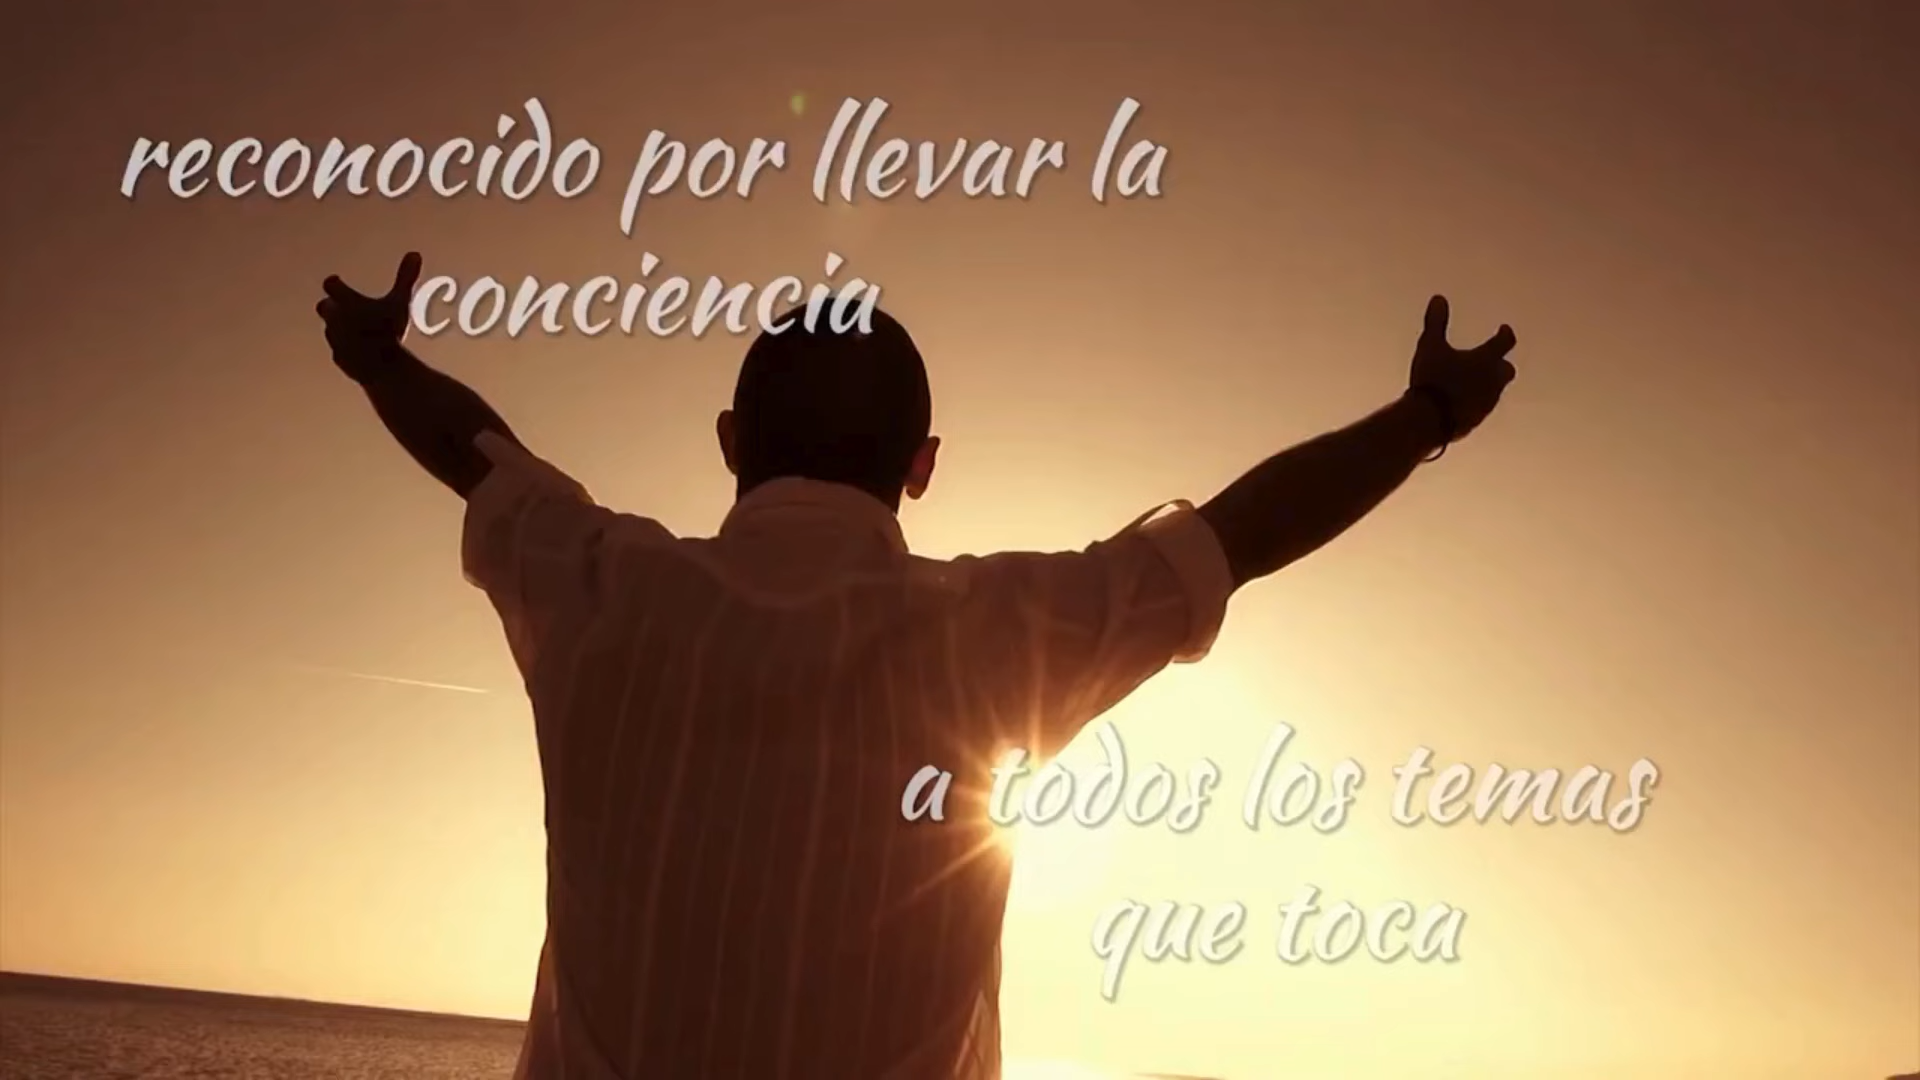 reconocido por llevar la
conciencia
a todos los temas
que toca